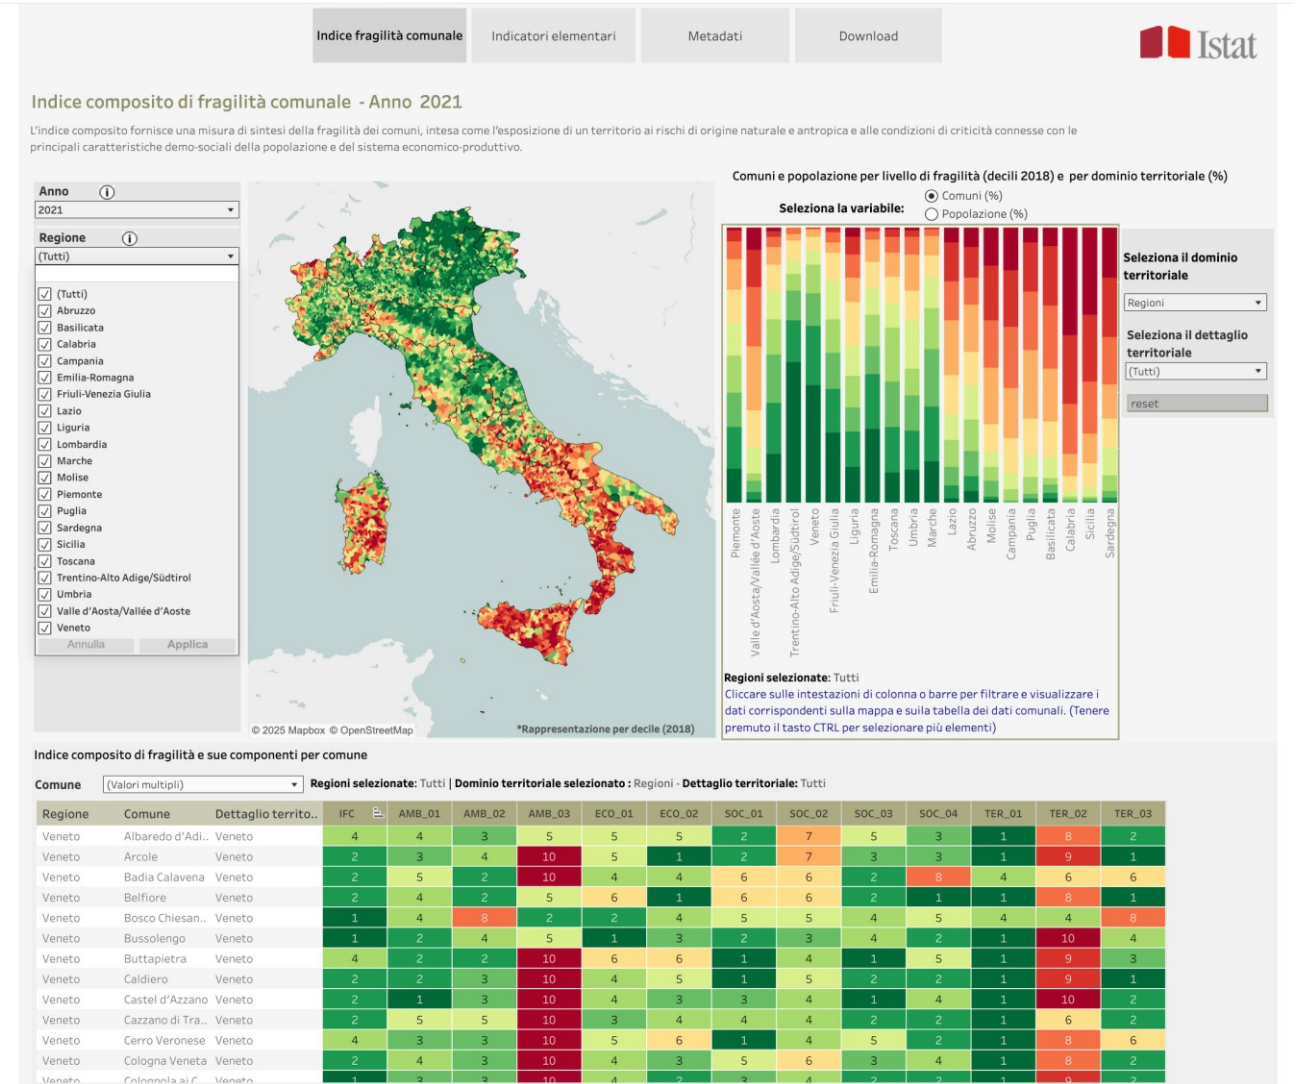 Indice fragilità comunale
Indicatori elementari
Metadati
Download
Istat
Indice composito di fragilità comunale - Anno 2021
L'indice composito fornisce una misura di sintesi della fragilità dei comuni, intesa come l'esposizione di un territorio ai rischi di origine naturale e antropica e alle condizioni di criticità connesse con le
principali caratteristiche demo-sociali della popolazione e del sistema economico-produttivo.
Anno
2021
Regione
(Tutti)
(Tutti)
Abruzzo
Basilicata
Calabria
Campania
Emilia-Romagna
Friuli-Venezia Giulia
Lazio
Liguria
Lombardia
Marche
Molise
Piemonte
Puglia
Sardegna
Sicilia
Toscana
Trentino-Alto Adige/Südtirol
Umbria
Valle d'Aosta/Vallée d'Aoste
Veneto
Annulla Applica
© 2025 Mapbox © OpenStreetMap
*Rappresentazione per decile (2018)
Comuni e popolazione per livello di fragilità (decili 2018) e per dominio territoriale (%)
Seleziona la variabile:
Comuni (%)
Popolazione (%)
Piemonte
Valle d'Aosta/Vallée d'Aoste
Lombardia
Trentino-Alto Adige/Südtirol
Veneto
Friuli-Venezia Giulia
Liguria
Emilia-Romagna
Toscana
Umbria
Marche
Lazio
Abruzzo
Molise
Campania
Puglia
Basilicata
Calabria
Sicilia
Sardegna
Regioni selezionate: Tutti
Cliccare sulle intestazioni di colonna o barre per filtrare e visualizzare i
dati corrispondenti sulla mappa e sulla tabella dei dati comunali. (Tenere
premuto il tasto CTRL per selezionare più elementi)
Seleziona il dominio
territoriale
Regioni
Seleziona il dettaglio
territoriale
(Tutti)
reset
Indice composito di fragilità e sue componenti per comune
Comune (Valori multipli) Regioni selezionate: Tutti | Dominio territoriale selezionato : Regioni - Dettaglio territoriale: Tutti
Regione Comune Dettaglio territo.. IFC AMB_01 AMB_02 AMB_03 ECO_01 ECO_02 SOC_01 SOC_02 SOC_03 SOC_04 TER_01 TER_02 TER_03
Veneto Albaredo d'Adi.. Veneto 4 4 3 5 5 5 2 7 5 3 1 8 2
Veneto Arcole Veneto 2 3 4 10 5 1 2 7 3 3 1 9 1
Veneto Badia Calavena Veneto 2 5 2 10 4 4 6 6 2 8 4 6 6
Veneto Belfiore Veneto 2 4 2 5 6 1 6 6 2 1 1 8 1
Veneto Bosco Chiesan.. Veneto 1 4 8 2 2 4 5 5 4 5 4 4 8
Veneto Bussolengo Veneto 1 2 4 5 1 3 2 3 4 2 1 10 4
Veneto Buttapietra Veneto 4 2 2 10 6 6 1 4 1 5 1 9 3
Veneto Caldiero Veneto 2 2 3 10 4 5 1 5 2 2 1 9 1
Veneto Castel d'Azzano Veneto 2 1 3 10 4 3 3 4 1 4 1 10 2
Veneto Cazzano di Tra.. Veneto 2 5 5 10 3 4 4 4 2 2 1 6 2
Veneto Cerro Veronese Veneto 4 3 3 10 5 6 1 4 5 2 1 8 6
Veneto Cologna Veneta Veneto 2 4 3 10 4 3 5 6 3 4 1 8 2
Veneto Colognola ai C.. Veneto 1 3 3 10 4 2 3 4 2 2 1 9 2